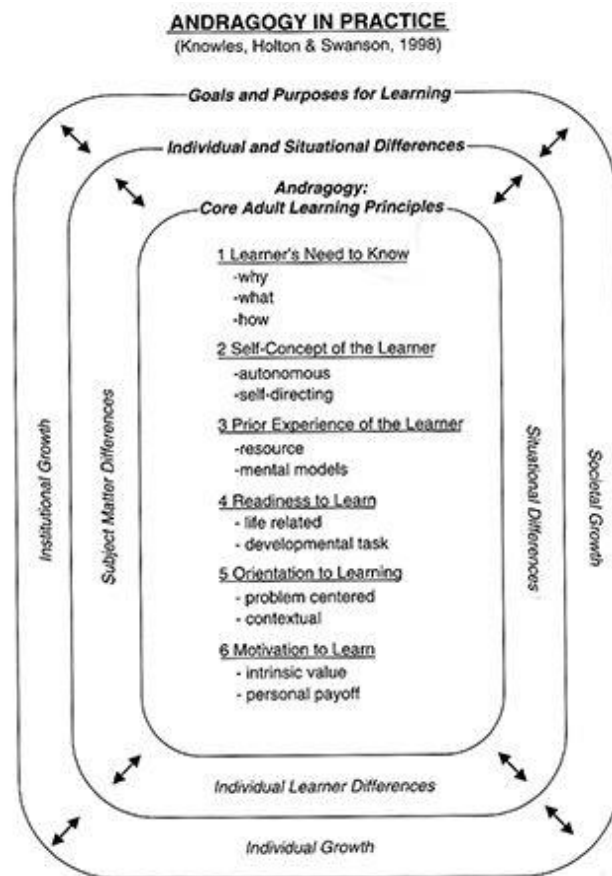 ANDRAGOGY IN PRACTICE
(Knowles, Holton & Swanson, 1998)
Goals and Purposes for Learning
Individual and Situational Differences
Andragogy:
Core Adult Learning Principles
1 Learner's Need to Know
-why
-what
-how
2 Self-Concept of the Learner
-autonomous
-self-directing
3 Prior Experience of the Learner
-resource
-mental models
4 Readiness to Learn
- life related
- developmental task
5 Orientation to Learning
- problem centered
- contextual
6 Motivation to Learn
- intrinsic value
- personal payoff
Institutional Growth
Subject Matter Differences
Situational Differences
Societal Growth
Individual Learner Differences
Individual Growth